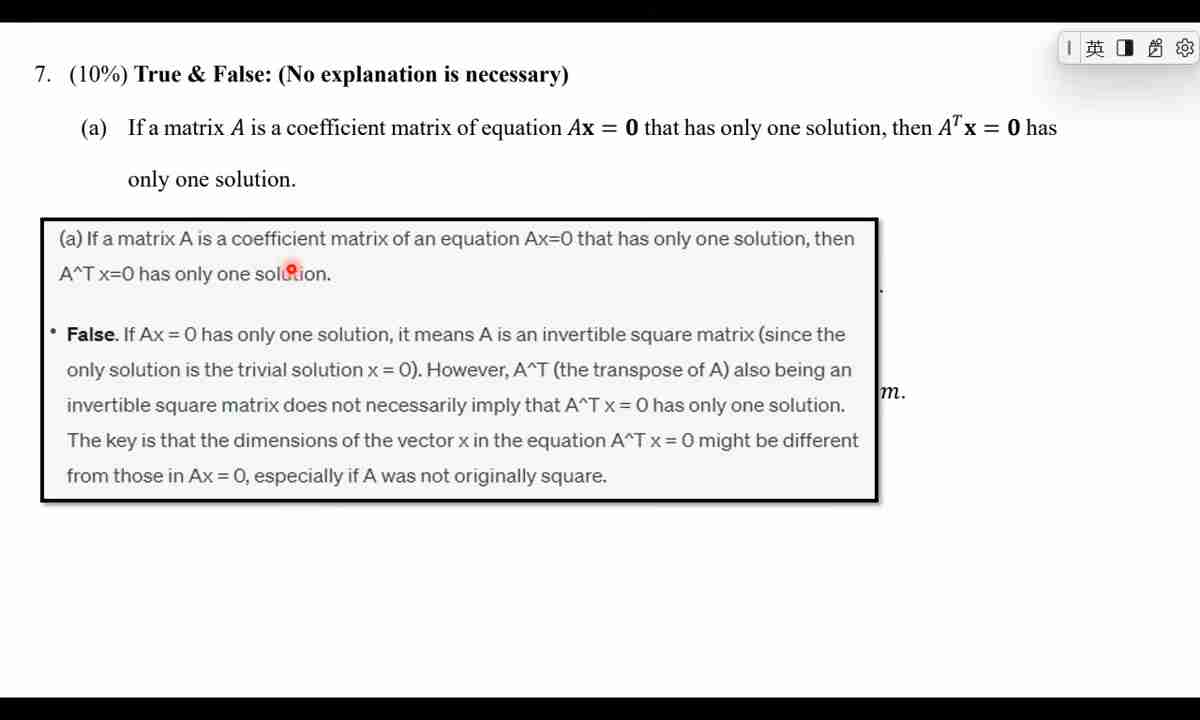 英
7. (10%) True & False: (No explanation is necessary)
(a) If a matrix A is a coefficient matrix of equation Ax = 0 that has only one solution, then Aᵀx = 0 has
only one solution.
(a) If a matrix A is a coefficient matrix of an equation Ax=0 that has only one solution, then
A^T x=0 has only one solution.
.
• False. If Ax = 0 has only one solution, it means A is an invertible square matrix (since the
only solution is the trivial solution x = 0). However, A^T (the transpose of A) also being an
m.
invertible square matrix does not necessarily imply that A^T x = 0 has only one solution.
The key is that the dimensions of the vector x in the equation A^T x = 0 might be different
from those in Ax = 0, especially if A was not originally square.